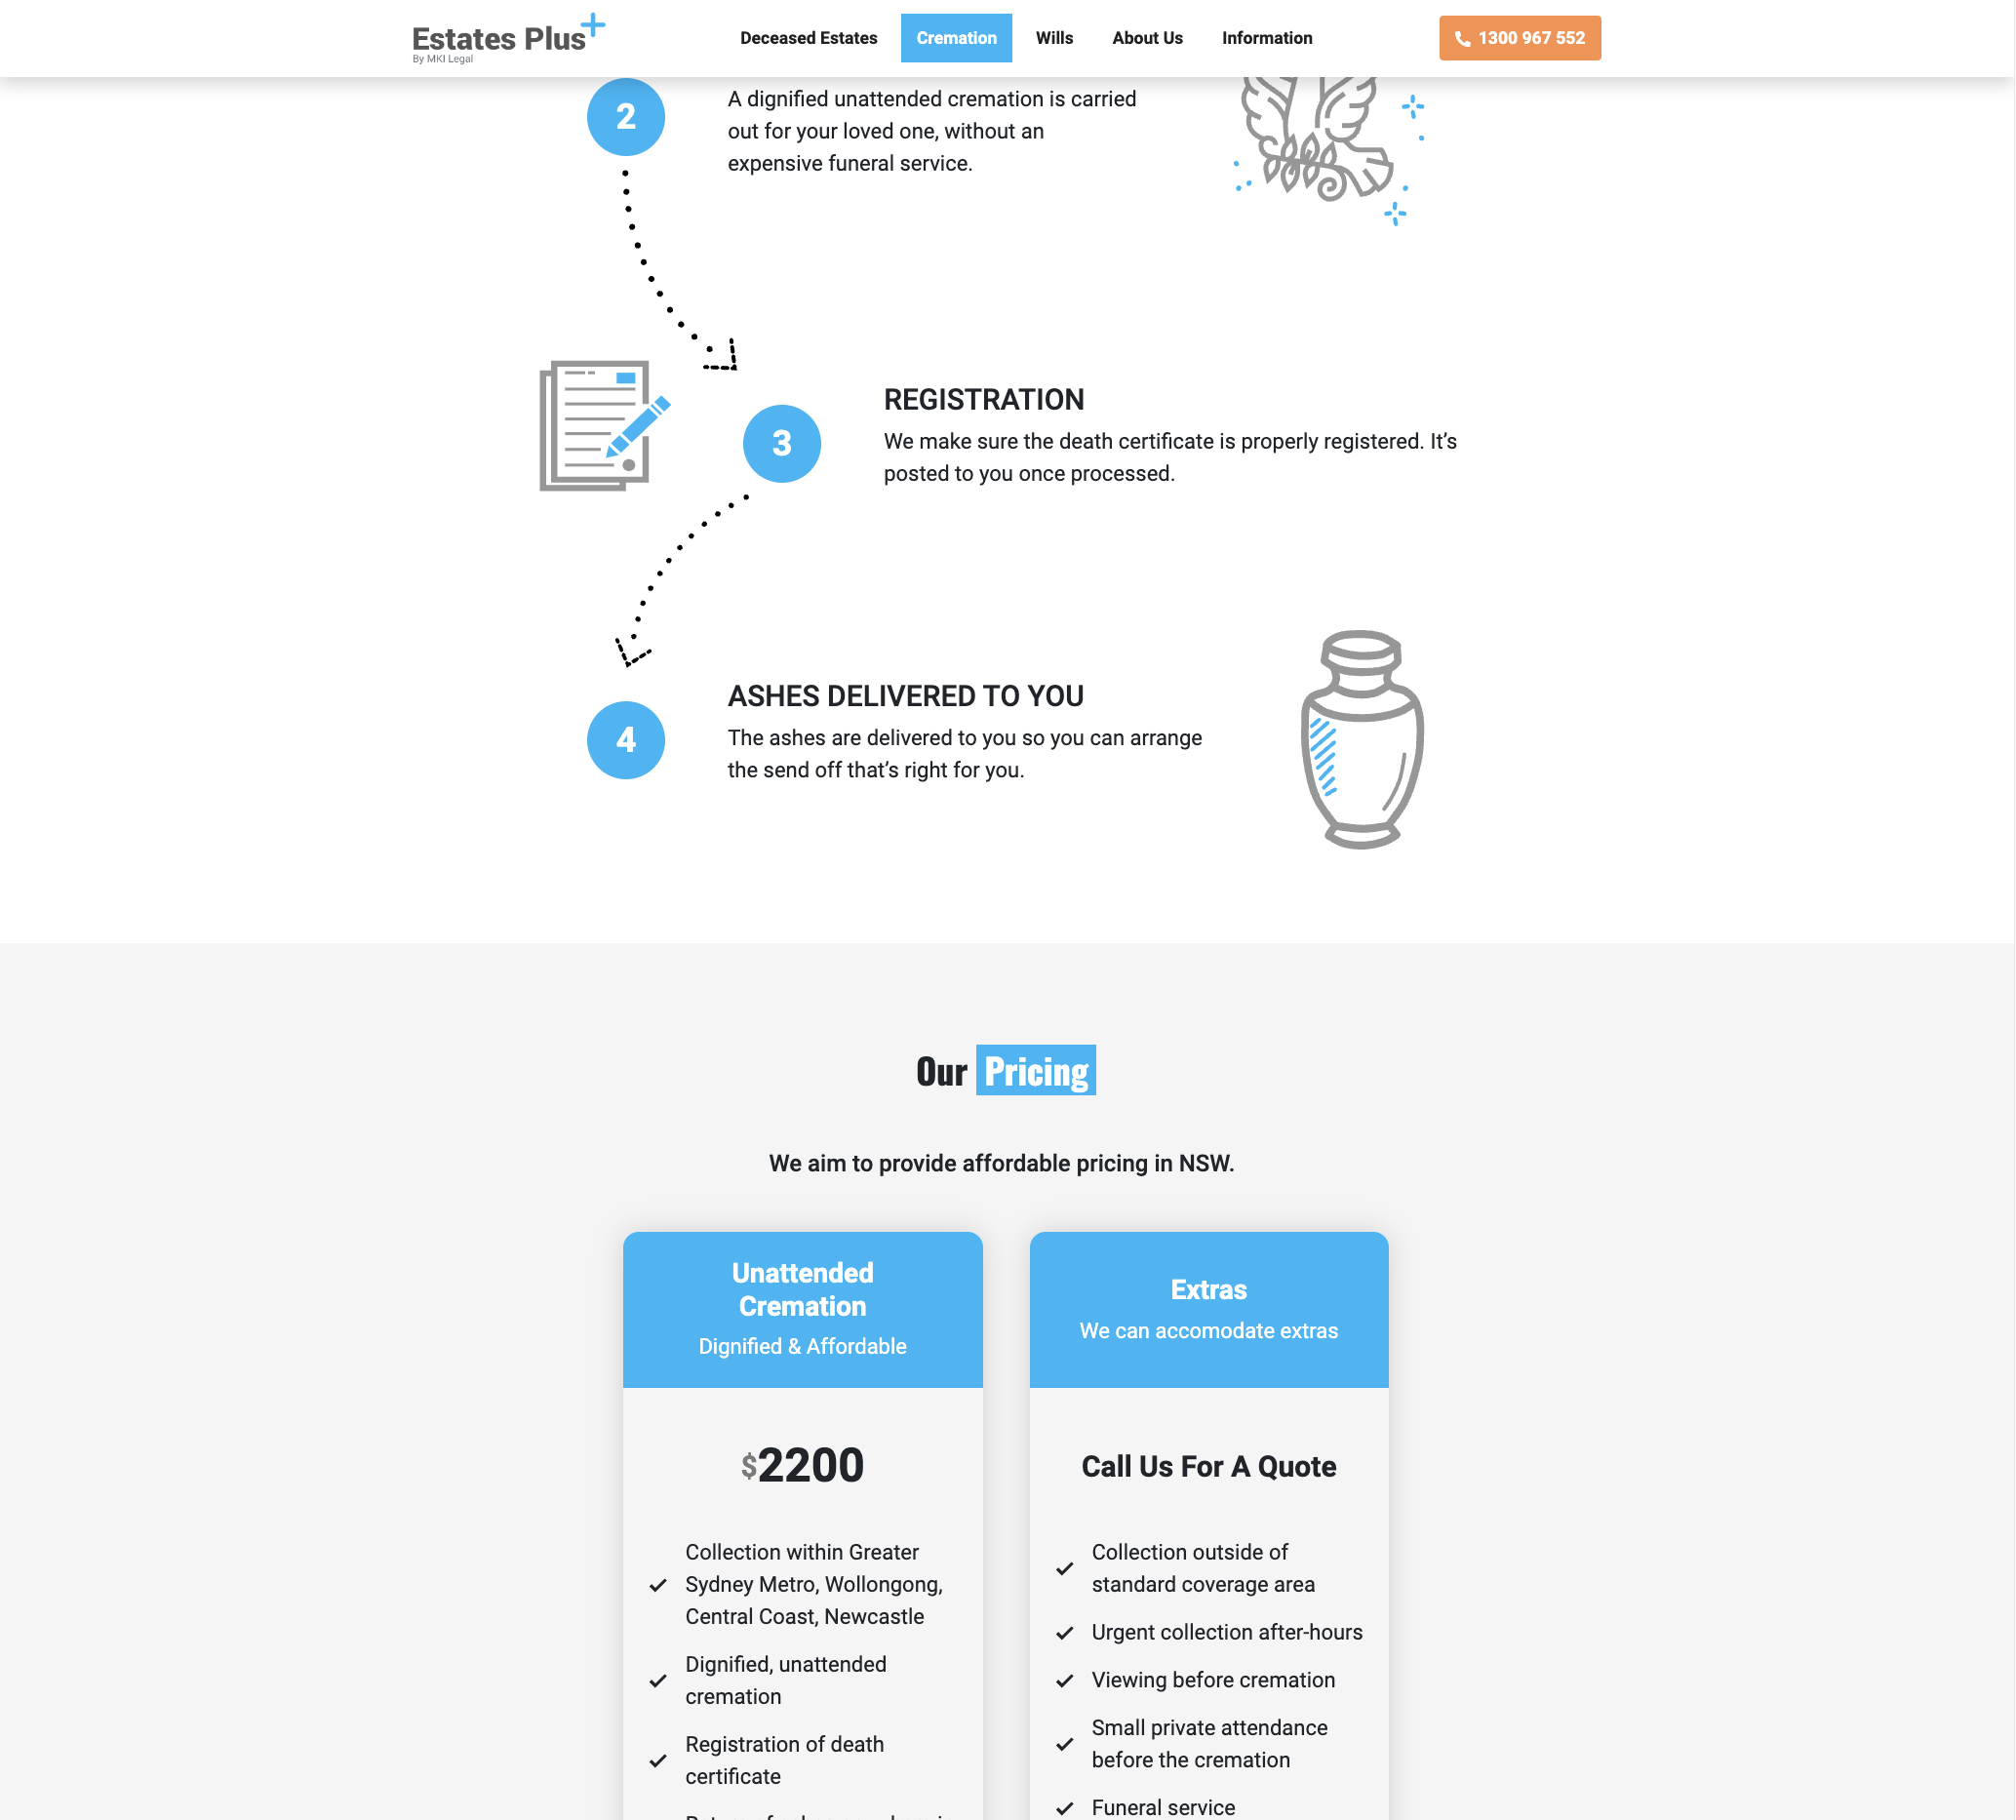 Estates Plus
By MKI Legal
Deceased Estates
Cremation
Wills
About Us
Information
1300 967 552
2
A dignified unattended cremation is carried
out for your loved one, without an
expensive funeral service.
3
REGISTRATION
We make sure the death certificate is properly registered. It’s
posted to you once processed.
4
ASHES DELIVERED TO YOU
The ashes are delivered to you so you can arrange
the send off that’s right for you.
Our Pricing
We aim to provide affordable pricing in NSW.
Unattended
Cremation
Dignified & Affordable
$2200
Collection within Greater
Sydney Metro, Wollongong,
Central Coast, Newcastle
Dignified, unattended
cremation
Registration of death
certificate
Extras
We can accomodate extras
Call Us For A Quote
Collection outside of
standard coverage area
Urgent collection after-hours
Viewing before cremation
Small private attendance
before the cremation
Funeral service